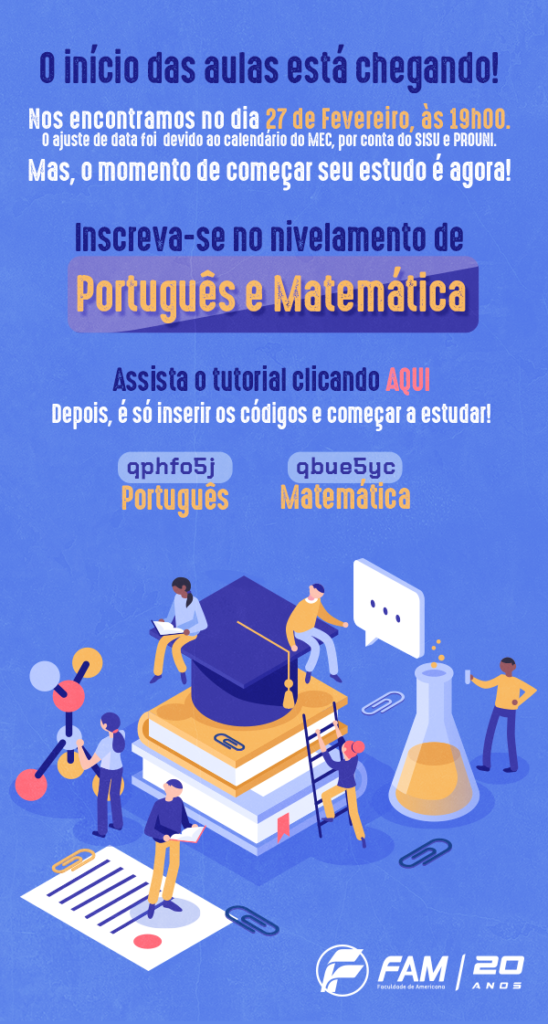 O início das aulas está chegando!
Nos encontramos no dia 27 de Fevereiro, às 19h00.
O ajuste de data foi devido ao calendário do MEC, por conta do SISU e PROUNI.
Mas, o momento de começar seu estudo é agora!
Inscreva-se no nivelamento de
Português e Matemática
Assista o tutorial clicando AQUI
Depois, é só inserir os códigos e começar a estudar!
qphfo5j
qbue5yc
Português
Matemática
FAM
Faculdade de Americana
20
ANOS